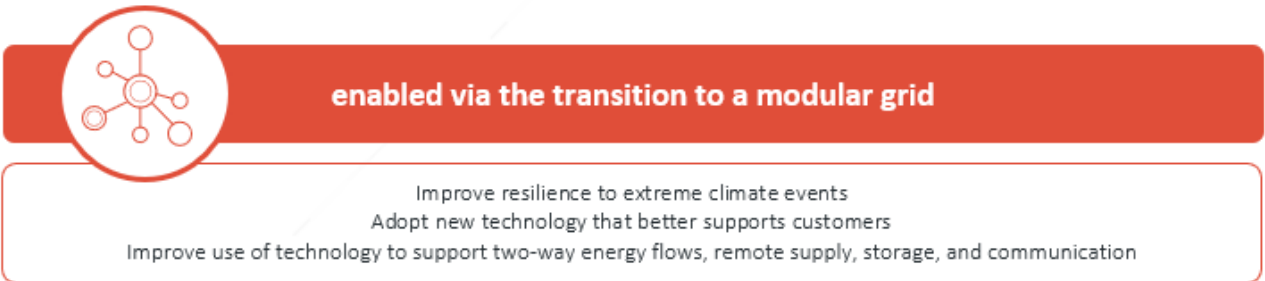 enabled via the transition to a modular grid
Improve resilience to extreme climate events
Adopt new technology that better supports customers
Improve use of technology to support two-way energy flows, remote supply, storage, and communication